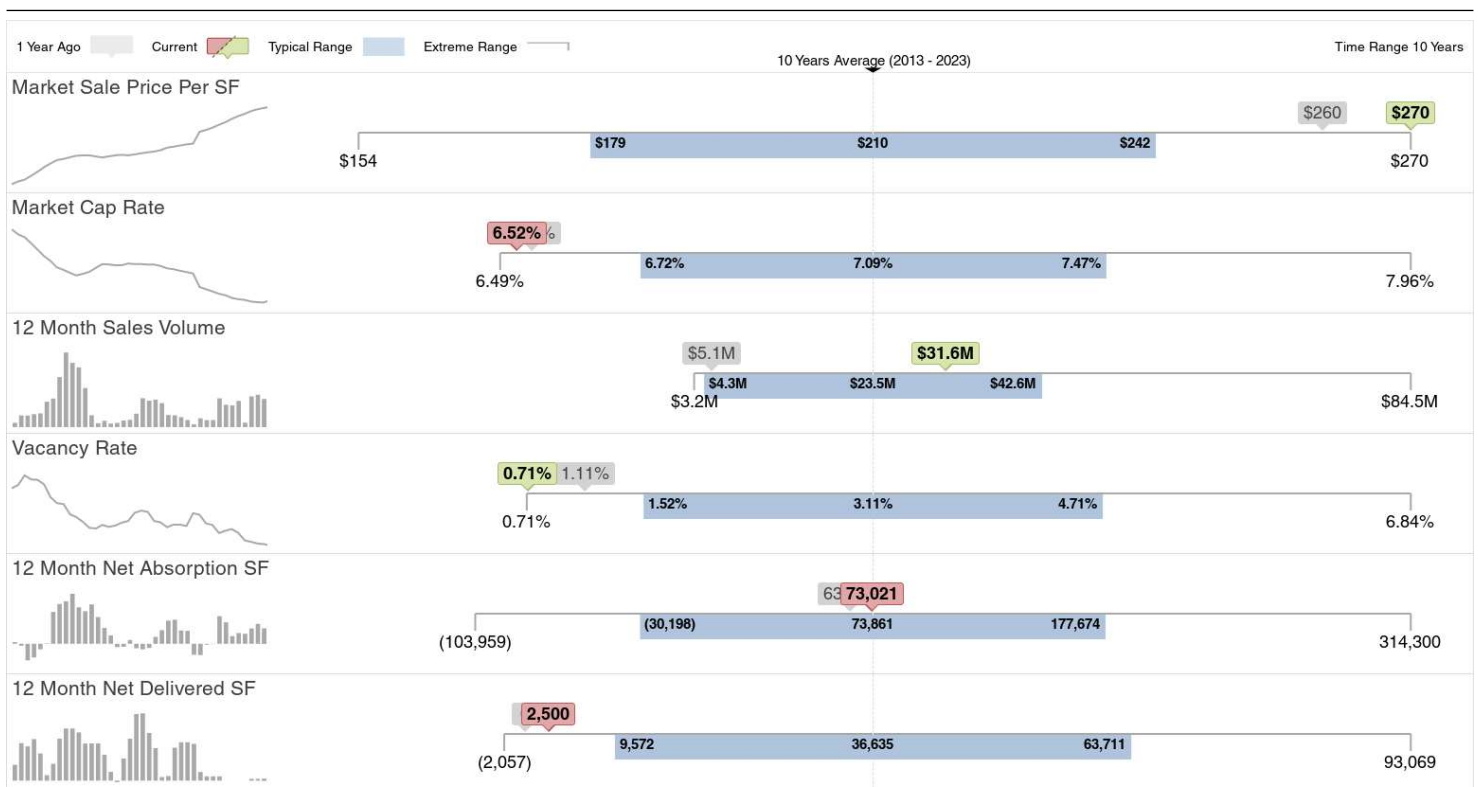 1 Year Ago Current Typical Range Extreme Range
10 Years Average (2013 - 2023)
Time Range 10 Years
Market Sale Price Per SF
$260 $270
$179 $210 $242
$154 $270
Market Cap Rate
6.52% %
6.72% 7.09% 7.47%
6.49% 7.96%
12 Month Sales Volume
$5.1M $31.6M
$4.3M $23.5M $42.6M
$3.2M $84.5M
Vacancy Rate
0.71% 1.11%
1.52% 3.11% 4.71%
0.71% 6.84%
12 Month Net Absorption SF
63 73,021
(30,198) 73,861 177,674
(103,959) 314,300
12 Month Net Delivered SF
2,500
9,572 36,635 63,711
(2,057) 93,069